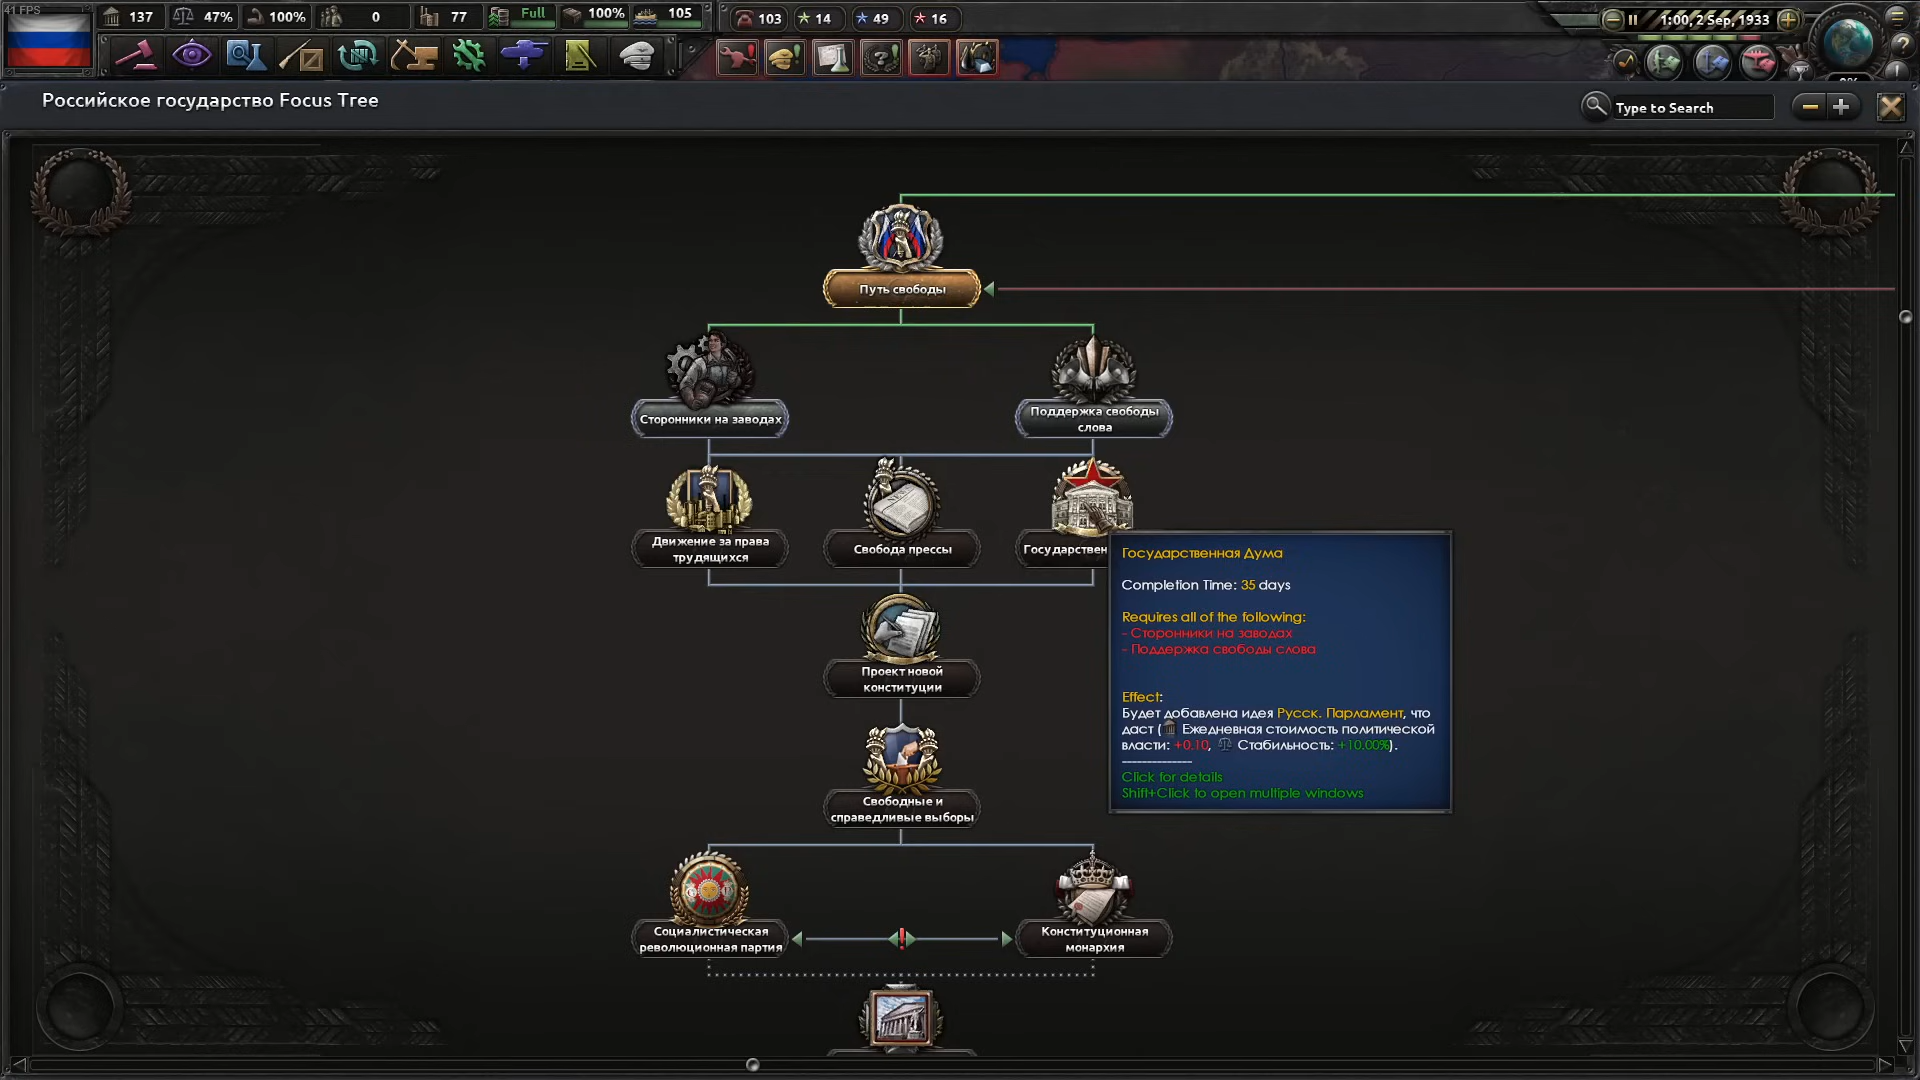 41 FPS
137
47%
100%
0
77
Full
100%
105
103
14
49
16
1:00, 2 Sep, 1933
0%
Российское государство Focus Tree
Type to Search
Путь свободы
Сторонники на заводах
Поддержка свободы
слова
Движение за права
трудящихся
Свобода прессы
Государствен
Государственная Дума
Completion Time: 35 days
Requires all of the following:
- Сторонники на заводах
- Поддержка свободы слова
Effect:
Будет добавлена идея Русск. Парламент, что
даст ( Ежедневная стоимость политической
власти: +0.10, Стабильность: +10.00%).
--------------
Click for details
Shift+Click to open multiple windows
Проект новой
конституции
Свободные и
справедливые выборы
Социалистическая
революционная партия
Конституционная
монархия